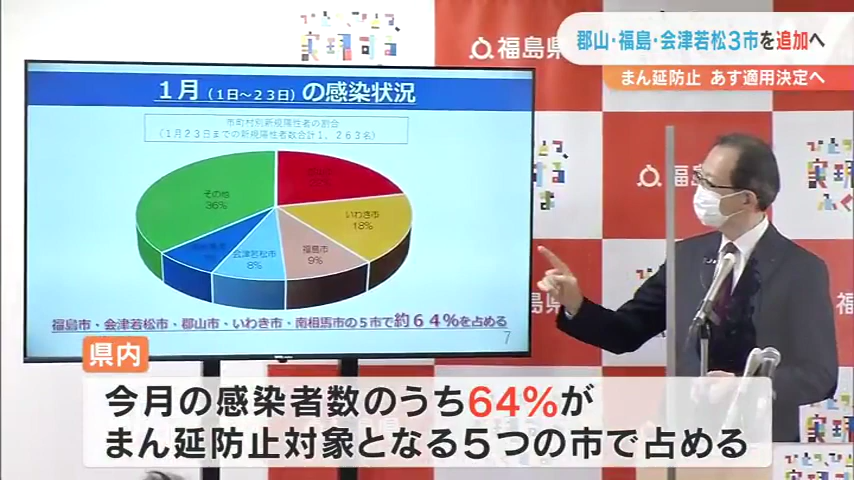 郡山・福島・会津若松3市を追加へ
まん延防止 あす適用決定へ
福島県
1月（1日～23日）の感染状況
市町村別新規陽性者の割合
（1月23日までの新規陽性者数合計1，263名）
その他
36%
いわき市
18%
福島市
9%
会津若松市
8%
福島市・会津若松市・郡山市・いわき市・南相馬市の5市で約64%を占める
7
県内
今月の感染者数のうち64%が
まん延防止対象となる5つの市で占める